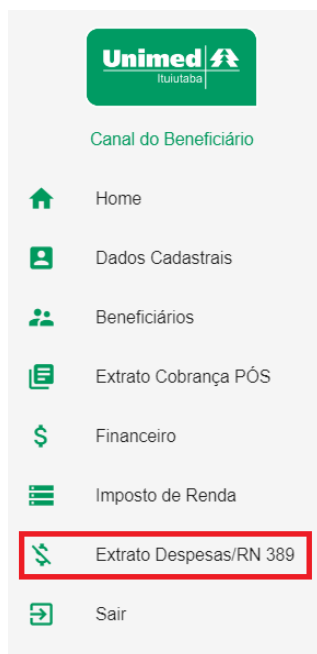 Unimed
Ituiutaba
Canal do Beneficiário
Home
Dados Cadastrais
Beneficiários
Extrato Cobrança PÓS
Financeiro
Imposto de Renda
Extrato Despesas/RN 389
Sair